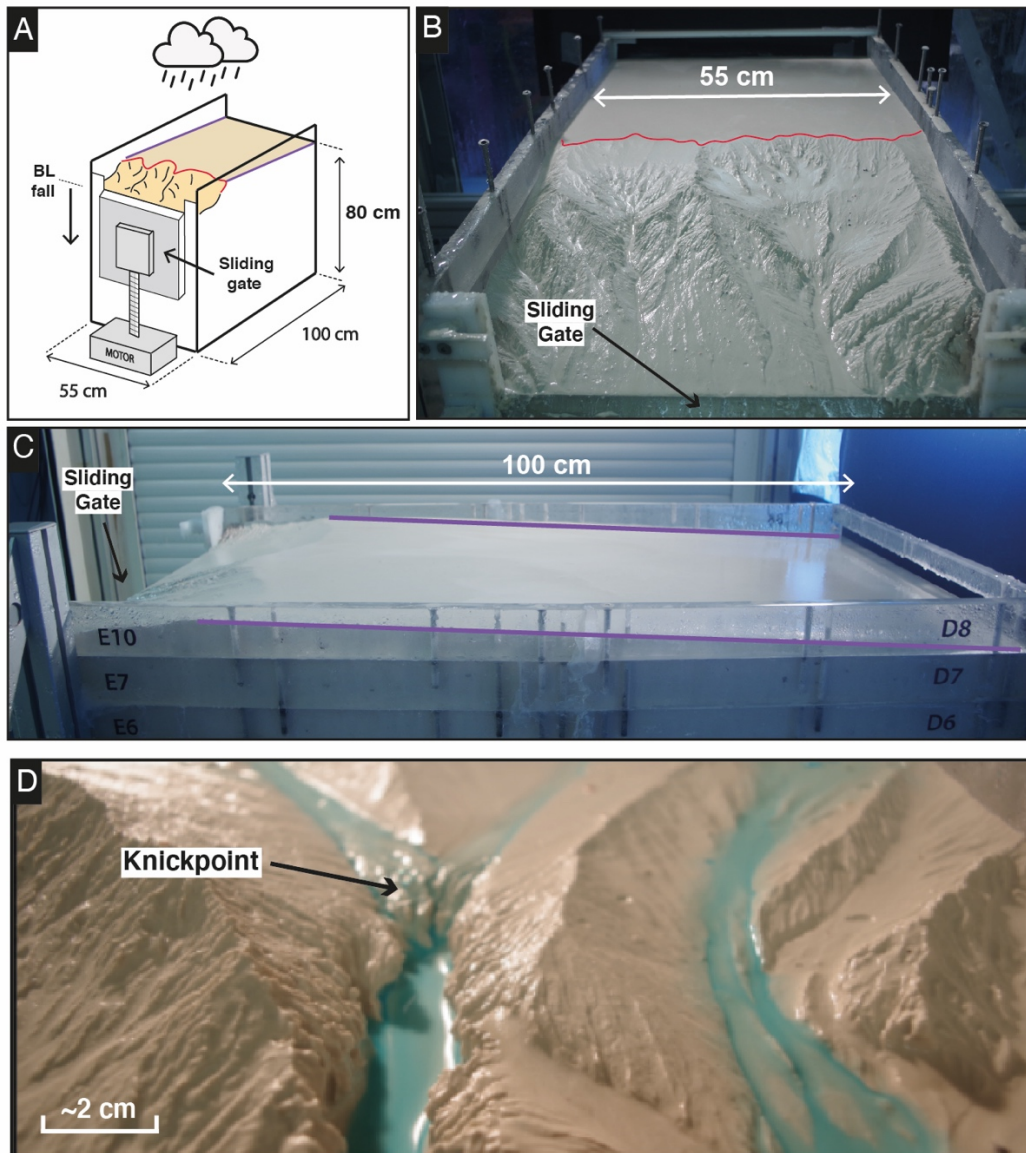 A
BL
fall
80 cm
Sliding
gate
100 cm
MOTOR
55 cm
B
55 cm
Sliding
Gate
C
100 cm
Sliding
Gate
E10
D8
E7
D7
E6
D6
D
Knickpoint
~2 cm